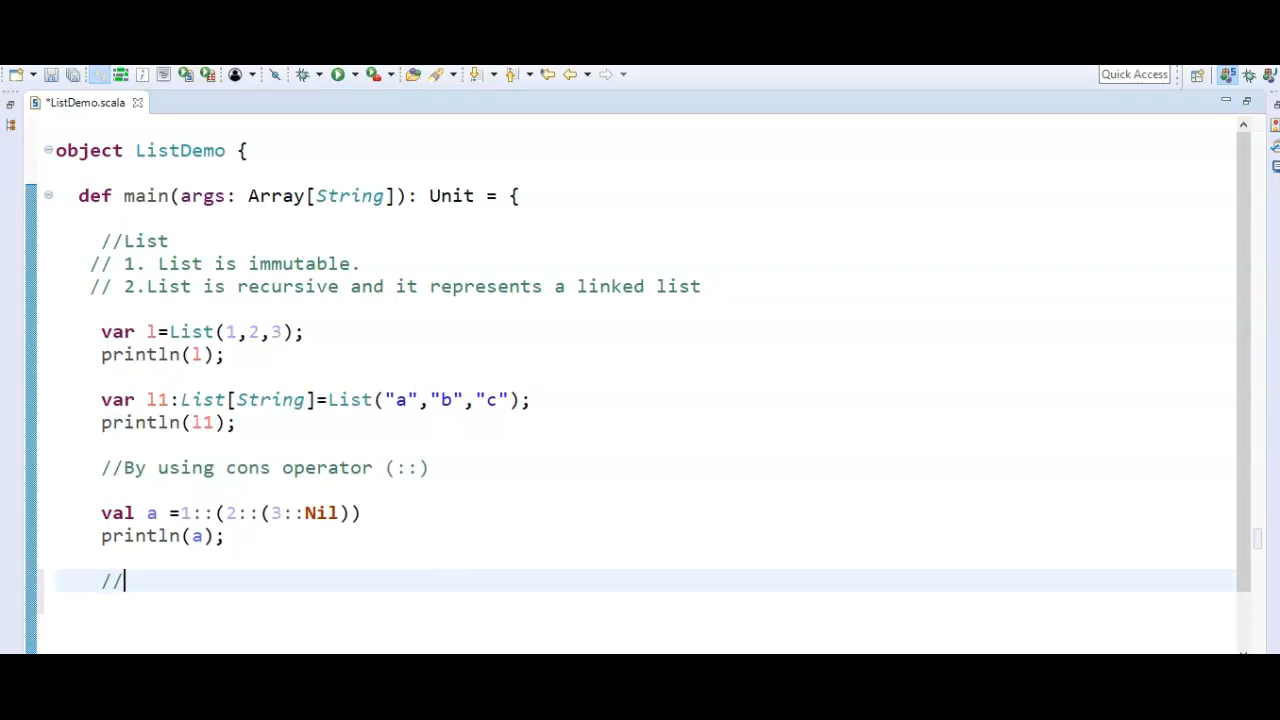 Quick Access
*ListDemo.scala
object ListDemo {
def main(args: Array[String]): Unit = {
//List
// 1. List is immutable.
// 2.List is recursive and it represents a linked list
var l=List(1,2,3);
println(l);
var l1:List[String]=List("a","b","c");
println(l1);
//By using cons operator (::)
val a =1::(2::(3::Nil))
println(a);
//